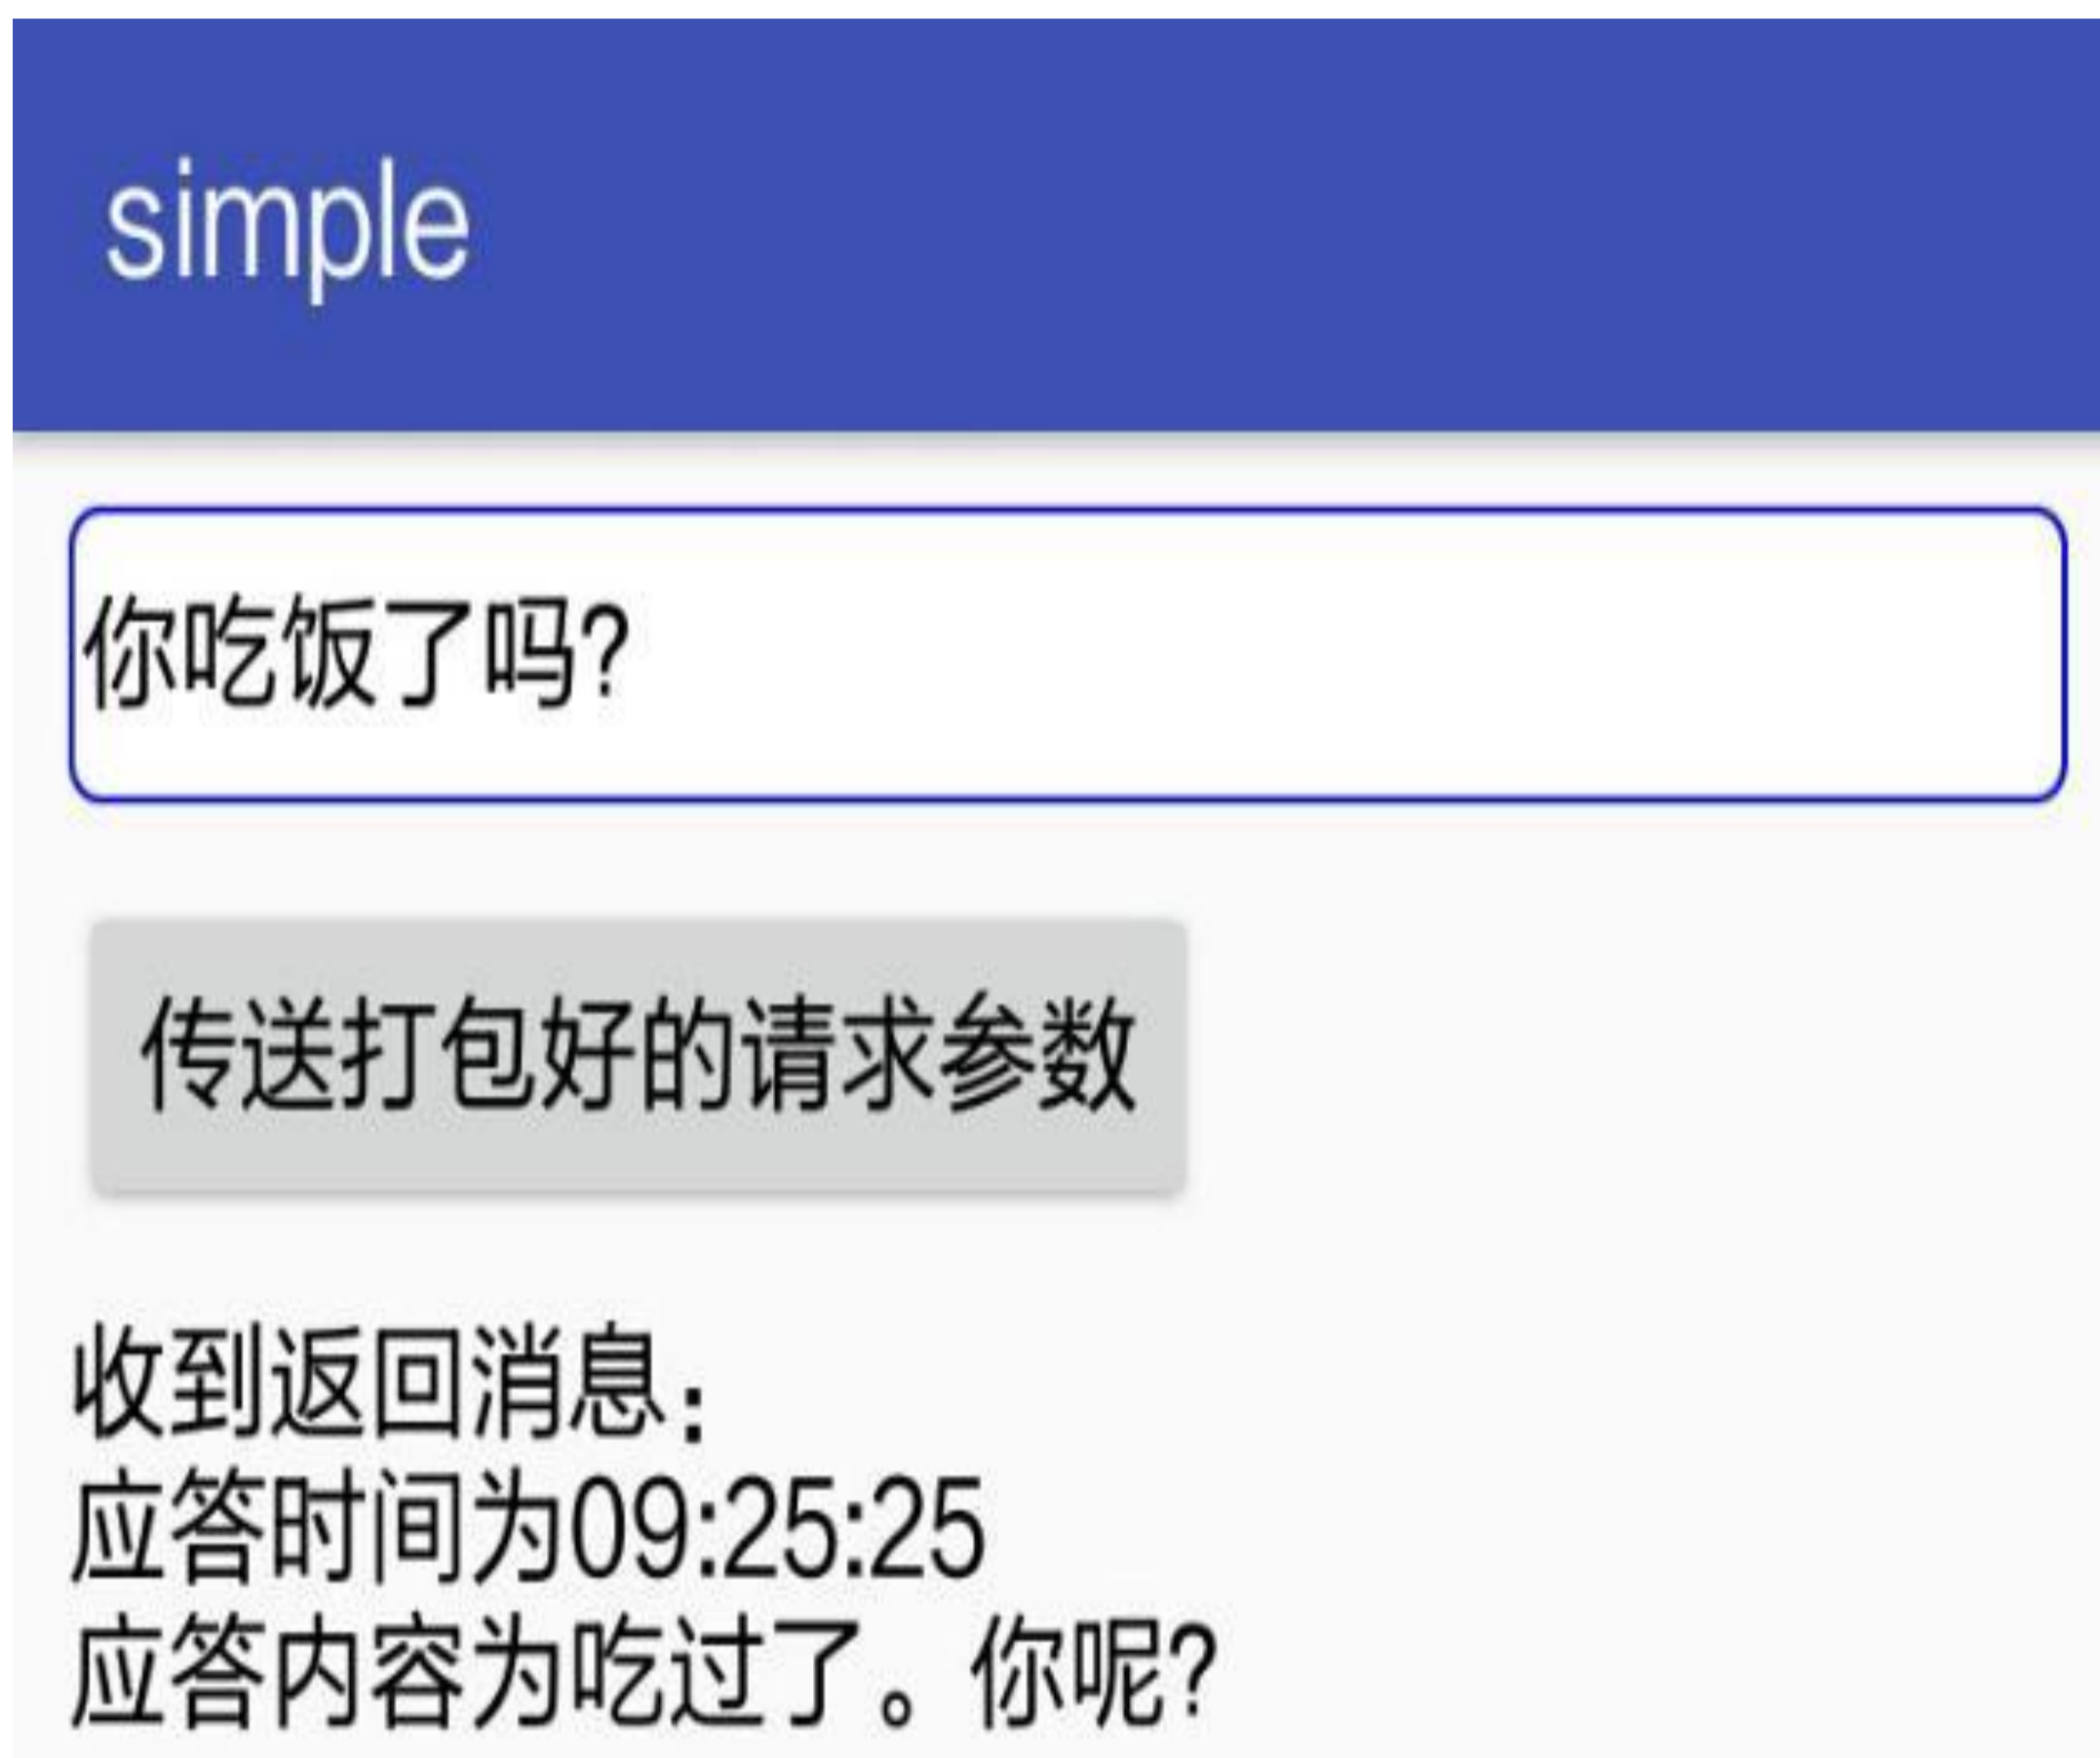 simple
你吃饭了吗?
传送打包好的请求参数
收到返回消息：
应答时间为09:25:25
应答内容为吃过了。你呢?